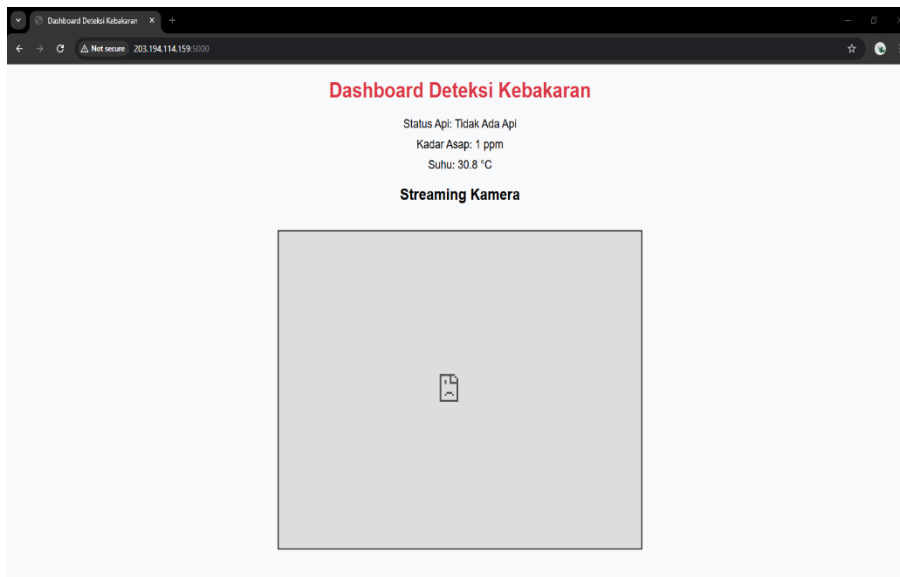 Dashboard Deteksi Kebakaran
Not secure 203.194.114.159:5000
Dashboard Deteksi Kebakaran
Status Api: Tidak Ada Api
Kadar Asap: 1 ppm
Suhu: 30.8 °C
Streaming Kamera